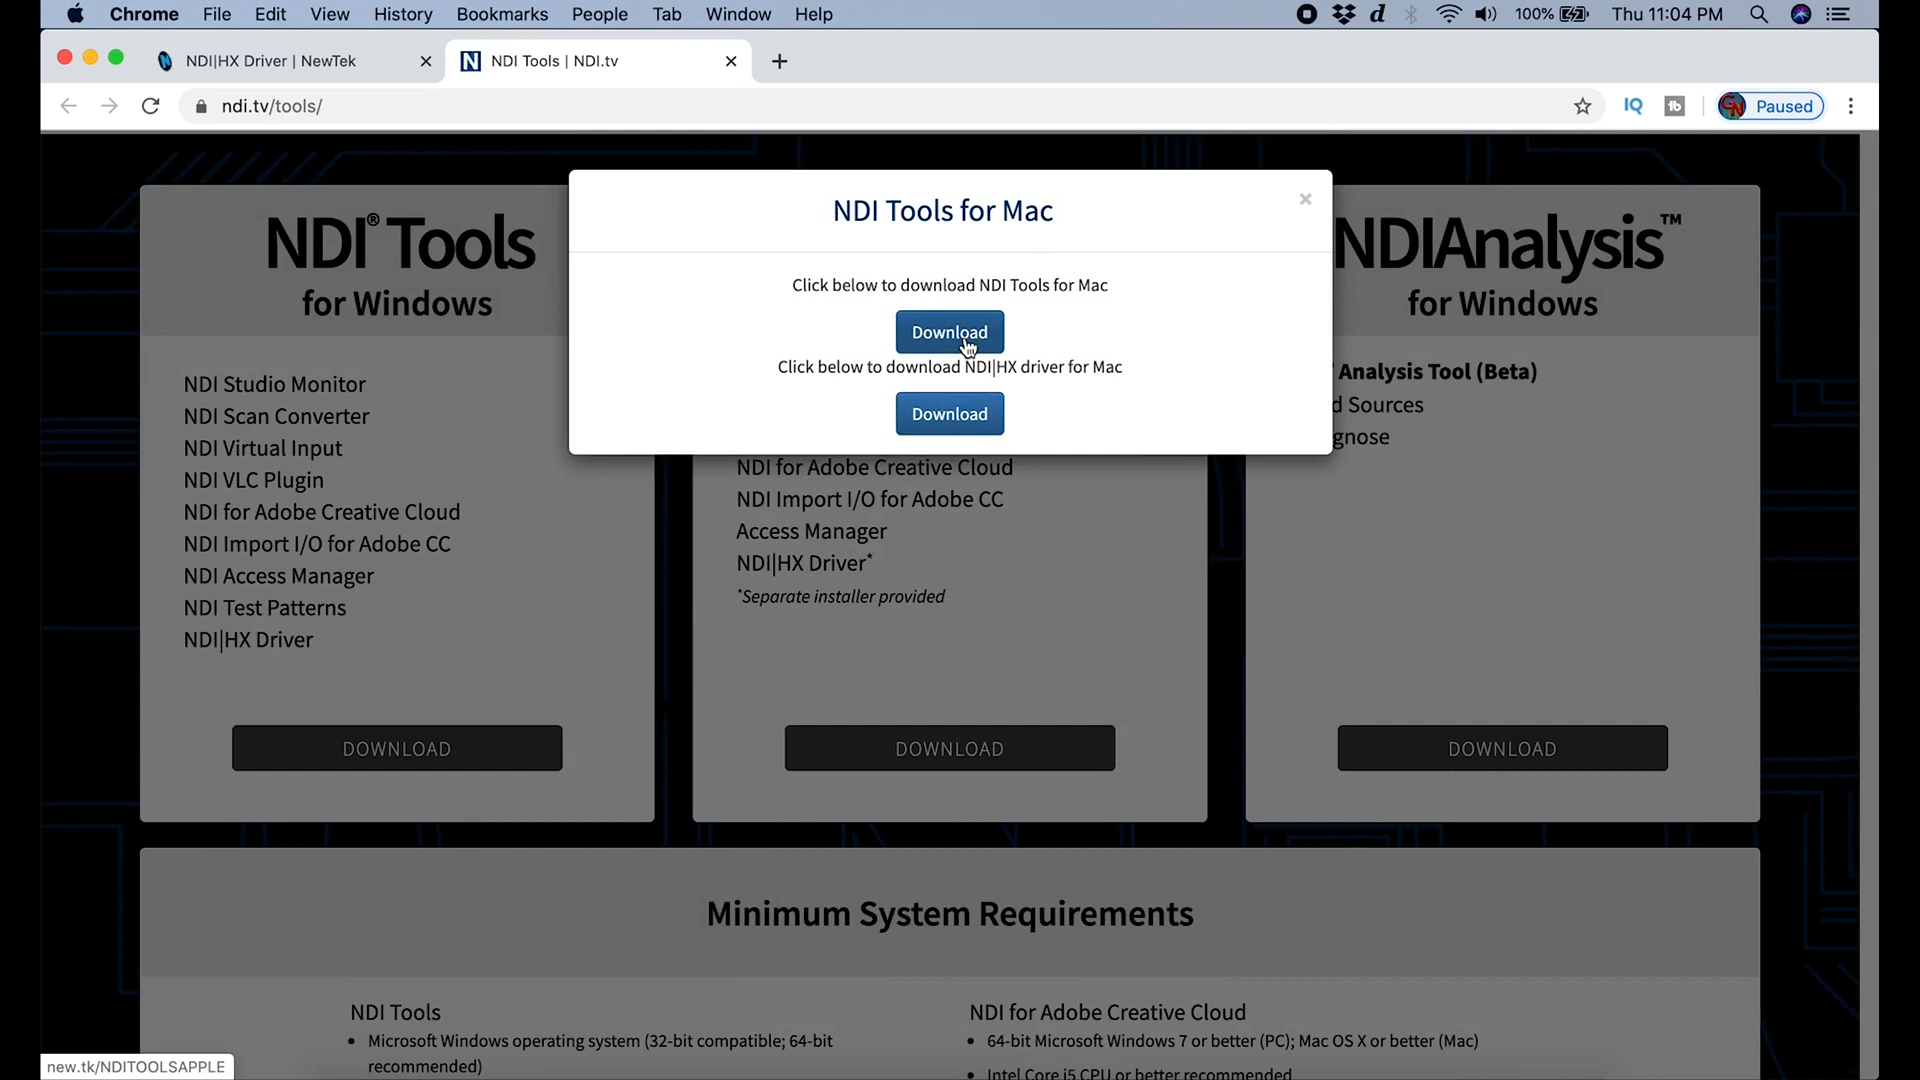 Chrome File Edit View History Bookmarks People Tab Window Help
d 100% Thu 11:04 PM
NDI|HX Driver | NewTek
N NDI Tools | NDI.tv
ndi.tv/tools/
IQ tb Paused
NDI Tools for Mac
Click below to download NDI Tools for Mac
Download
Click below to download NDI|HX driver for Mac
Download
NDI® Tools
for Windows
NDI Studio Monitor
NDI Scan Converter
NDI Virtual Input
NDI VLC Plugin
NDI for Adobe Creative Cloud
NDI Import I/O for Adobe CC
NDI Access Manager
NDI Test Patterns
NDI|HX Driver
DOWNLOAD
NDI for Adobe Creative Cloud
NDI Import I/O for Adobe CC
Access Manager
NDI|HX Driver*
*Separate installer provided
DOWNLOAD
NDIAnalysis™
for Windows
Analysis Tool (Beta)
d Sources
gnose
DOWNLOAD
Minimum System Requirements
NDI Tools
• Microsoft Windows operating system (32-bit compatible; 64-bit
recommended)
NDI for Adobe Creative Cloud
• 64-bit Microsoft Windows 7 or better (PC); Mac OS X or better (Mac)
• Intel Core i5 CPU or better recommended
new.tk/NDITOOLSAPPLE